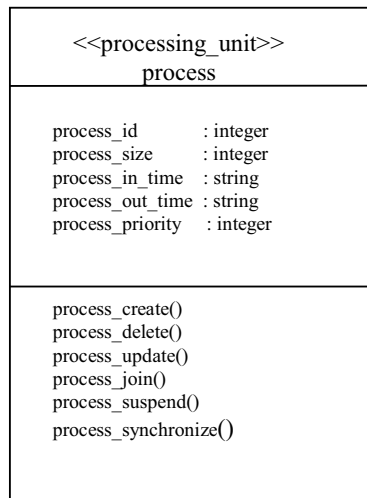 <<processing_unit>>
process
process_id : integer
process_size : integer
process_in_time : string
process_out_time : string
process_priority : integer
process_create()
process_delete()
process_update()
process_join()
process_suspend()
process_synchronize()